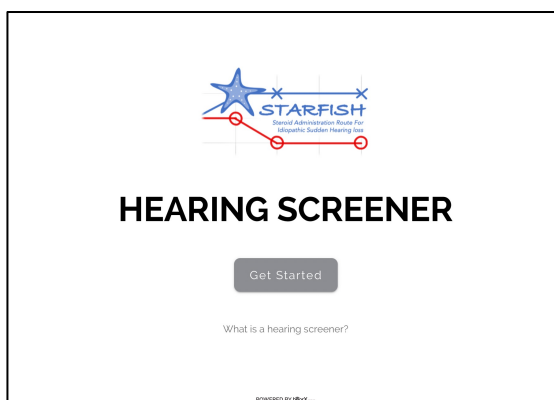 STARFISH
Steroid Administration Route For
Idiopathic Sudden Hearing loss
HEARING SCREENER
Get Started
What is a hearing screener?
POWERED BY